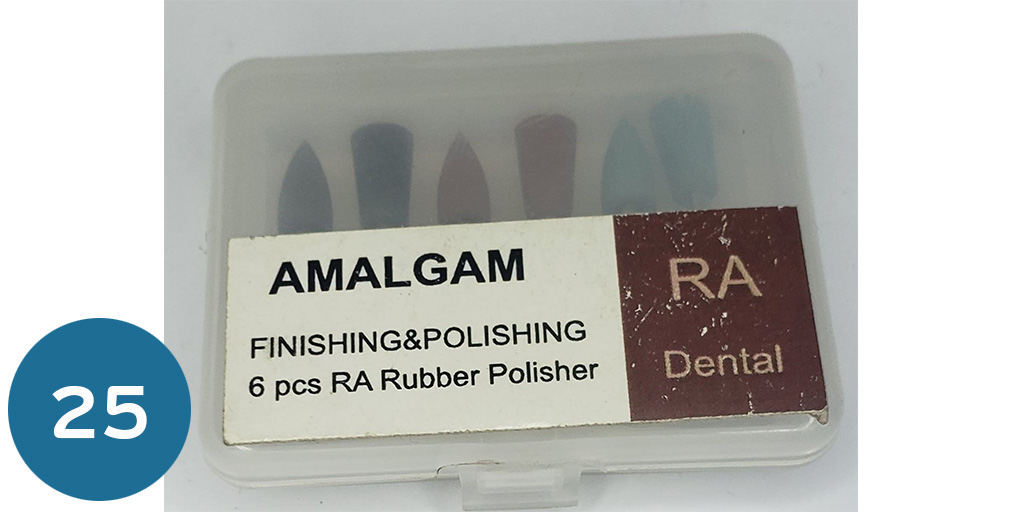 AMALGAM
FINISHING&POLISHING
6 pcs RA Rubber Polisher
RA
Dental
25